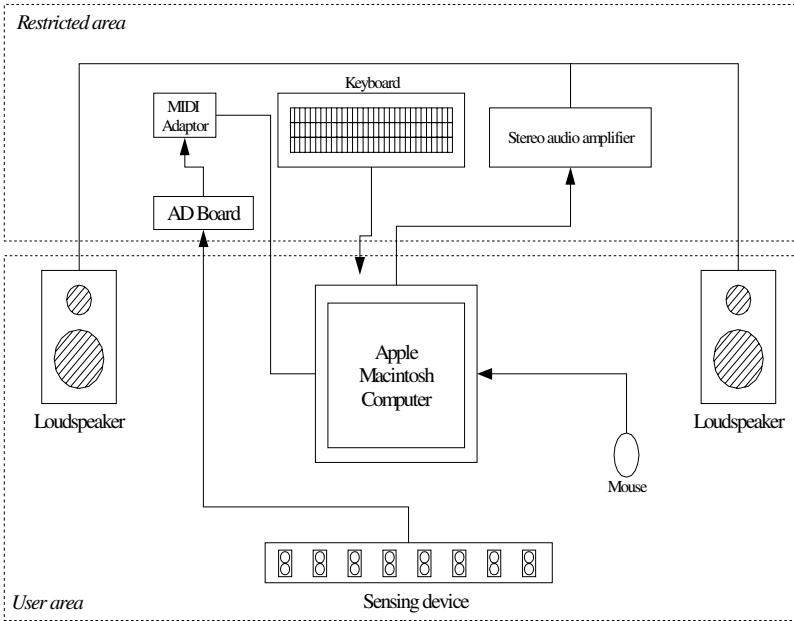 Restricted area
Keyboard
MIDI
Adaptor
Stereo audio amplifier
AD Board
Apple
Macintosh
Computer
Loudspeaker
Loudspeaker
Mouse
Sensing device
User area